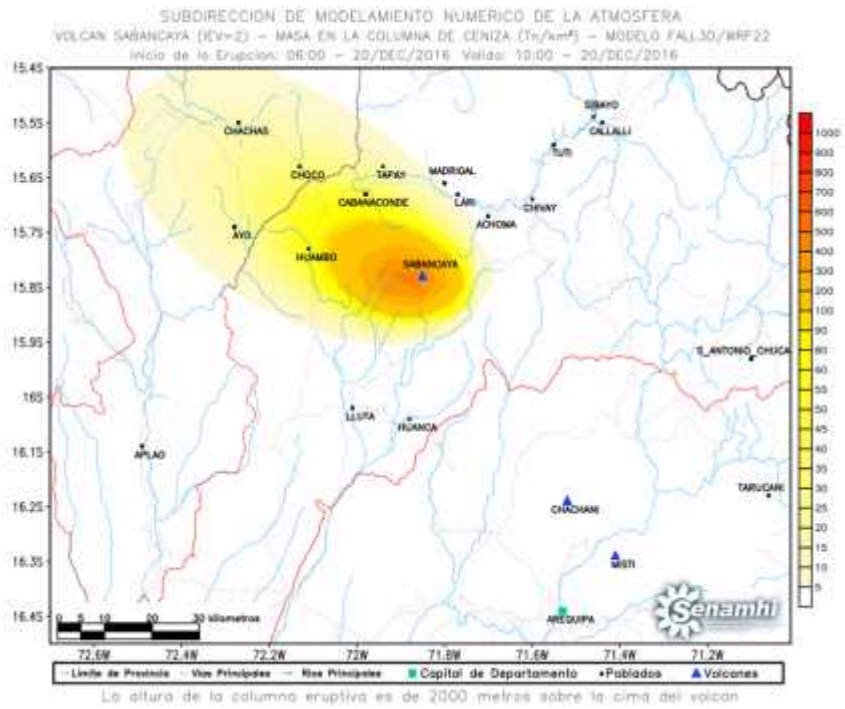 SUBDIRECCION DE MODELAMIENTO NUMERICO DE LA ATMOSFERA
VOLCAN SABANCAYA (IEV=2) - MASA EN LA COLUMNA DE CENIZA (Tn/km²) - MODELO FALL3D/WRF22
Inicio de la Erupcion: 06:00 - 20/DEC/2016 Valido: 10:00 - 20/DEC/2016
15.45
15.55
15.65
15.75
15.85
15.95
16S
16.15
16.25
16.35
16.45
CHACHAS
SIBAYO
CALLALLI
TUTI
CHOCO
TAPAY
MADRIGAL
CABANACONDE
LARI
CHIVAY
ACHOMA
AYO
HUAMBO
SABANCAYA
S_ANTONIO_CHUCA
LLUTA
HUANCA
APLAO
TARUCANI
CHACHANI
MISTI
AREQUIPA
Senamhi
1000
900
800
700
600
500
400
300
200
100
90
80
60
55
50
45
40
35
30
25
20
15
10
5
0 5 10 20 30 kilometros
72.6W 72.4W 72.2W 72W 71.8W 71.6W 71.4W 71.2W
Limite de Provincia Vias Principales Rios Principales Capital de Departamento Poblados Volcanes
La altura de la columna eruptiva es de 2000 metros sobre la cima del volcan